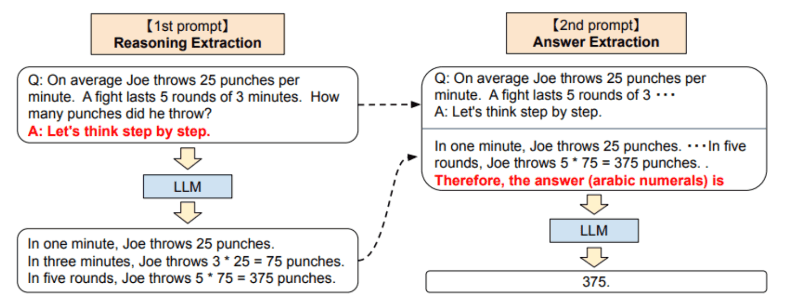 【1st prompt】
Reasoning Extraction
Q: On average Joe throws 25 punches per
minute. A fight lasts 5 rounds of 3 minutes. How
many punches did he throw?
A: Let's think step by step.
LLM
In one minute, Joe throws 25 punches.
In three minutes, Joe throws 3 * 25 = 75 punches.
In five rounds, Joe throws 5 * 75 = 375 punches.
【2nd prompt】
Answer Extraction
Q: On average Joe throws 25 punches per
minute. A fight lasts 5 rounds of 3 ･･･
A: Let's think step by step.
In one minute, Joe throws 25 punches. ･･･In five
rounds, Joe throws 5 * 75 = 375 punches. .
Therefore, the answer (arabic numerals) is
LLM
375.